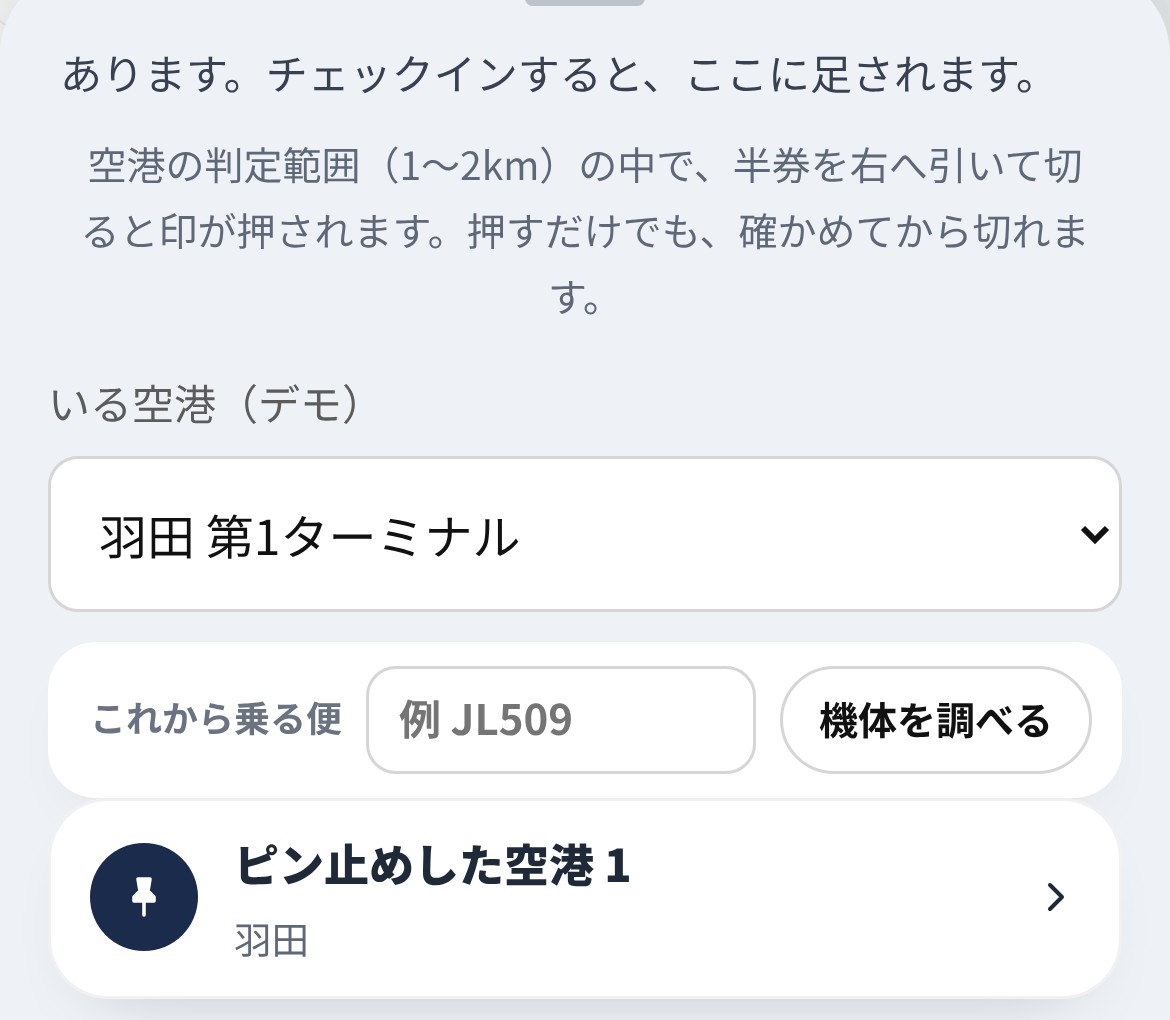 あります。チェックインすると、ここに足されます。
空港の判定範囲（1〜2km）の中で、半券を右へ引いて切
ると印が押されます。押すだけでも、確かめてから切れま
す。
いる空港（デモ）
羽田 第1ターミナル
これから乗る便 例 JL509 機体を調べる
ピン止めした空港 1
羽田